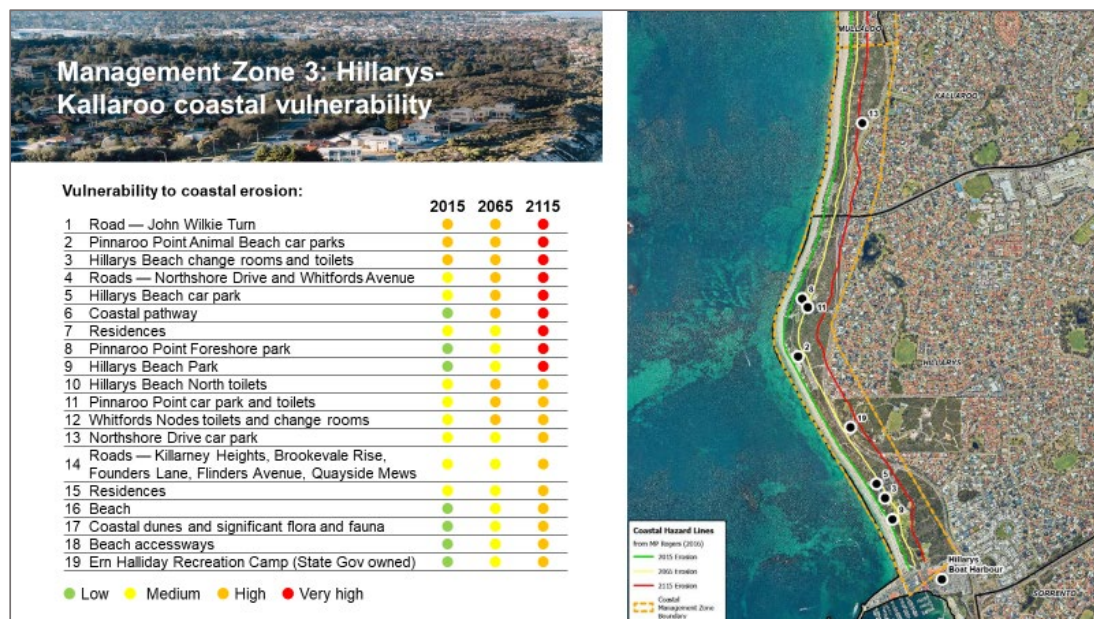 Management Zone 3: Hillarys-
Kallaroo coastal vulnerability
Vulnerability to coastal erosion:
2015 2065 2115
1 Road — John Wilkie Turn
2 Pinnaroo Point Animal Beach car parks
3 Hillarys Beach change rooms and toilets
4 Roads — Northshore Drive and Whitfords Avenue
5 Hillarys Beach car park
6 Coastal pathway
7 Residences
8 Pinnaroo Point Foreshore park
9 Hillarys Beach Park
10 Hillarys Beach North toilets
11 Pinnaroo Point car park and toilets
12 Whitfords Nodes toilets and change rooms
13 Northshore Drive car park
14 Roads — Killarney Heights, Brookevale Rise,
Founders Lane, Flinders Avenue, Quayside Mews
15 Residences
16 Beach
17 Coastal dunes and significant flora and fauna
18 Beach accessways
19 Ern Halliday Recreation Camp (State Gov owned)
Low Medium High Very high
MULLALOO
KALLAROO
13
8
11
2
HILLARYS
19
5
3
9
Hillarys
Boat Harbour
SORRENTO
Coastal Hazard Lines
from MP Rogers (2016)
2015 Erosion
2065 Erosion
2115 Erosion
Coastal
Management Zone
Boundary